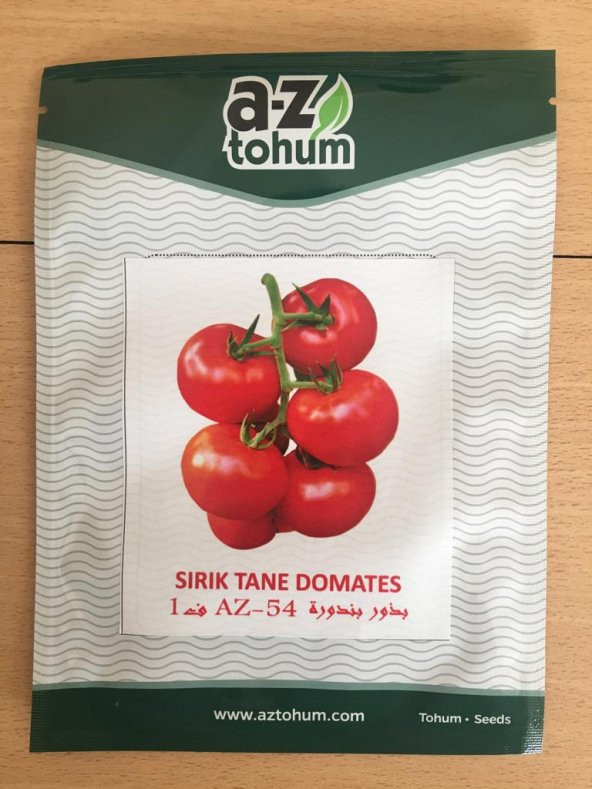 a-z
tohum
SIRIK TANE DOMATES
بذور بندورة AZ-54 ف1
www.aztohum.com
Tohum • Seeds